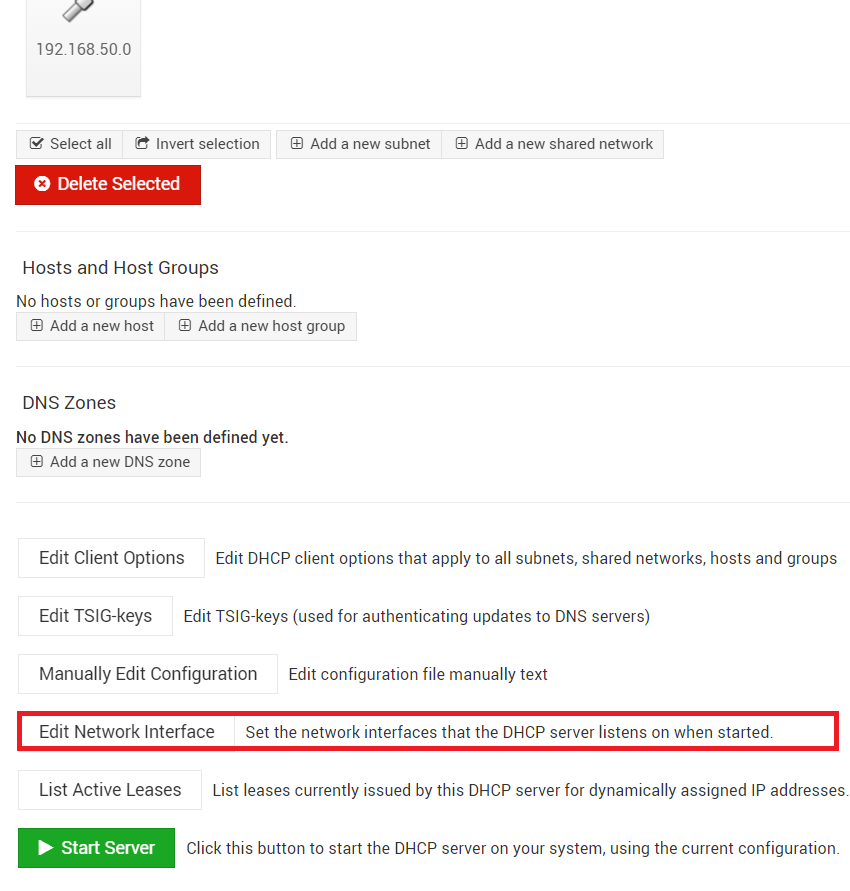 192.168.50.0
Select all Invert selection Add a new subnet Add a new shared network
Delete Selected
Hosts and Host Groups
No hosts or groups have been defined.
Add a new host Add a new host group
DNS Zones
No DNS zones have been defined yet.
Add a new DNS zone
Edit Client Options Edit DHCP client options that apply to all subnets, shared networks, hosts and groups
Edit TSIG-keys Edit TSIG-keys (used for authenticating updates to DNS servers)
Manually Edit Configuration Edit configuration file manually text
Edit Network Interface Set the network interfaces that the DHCP server listens on when started.
List Active Leases List leases currently issued by this DHCP server for dynamically assigned IP addresses.
Start Server Click this button to start the DHCP server on your system, using the current configuration.